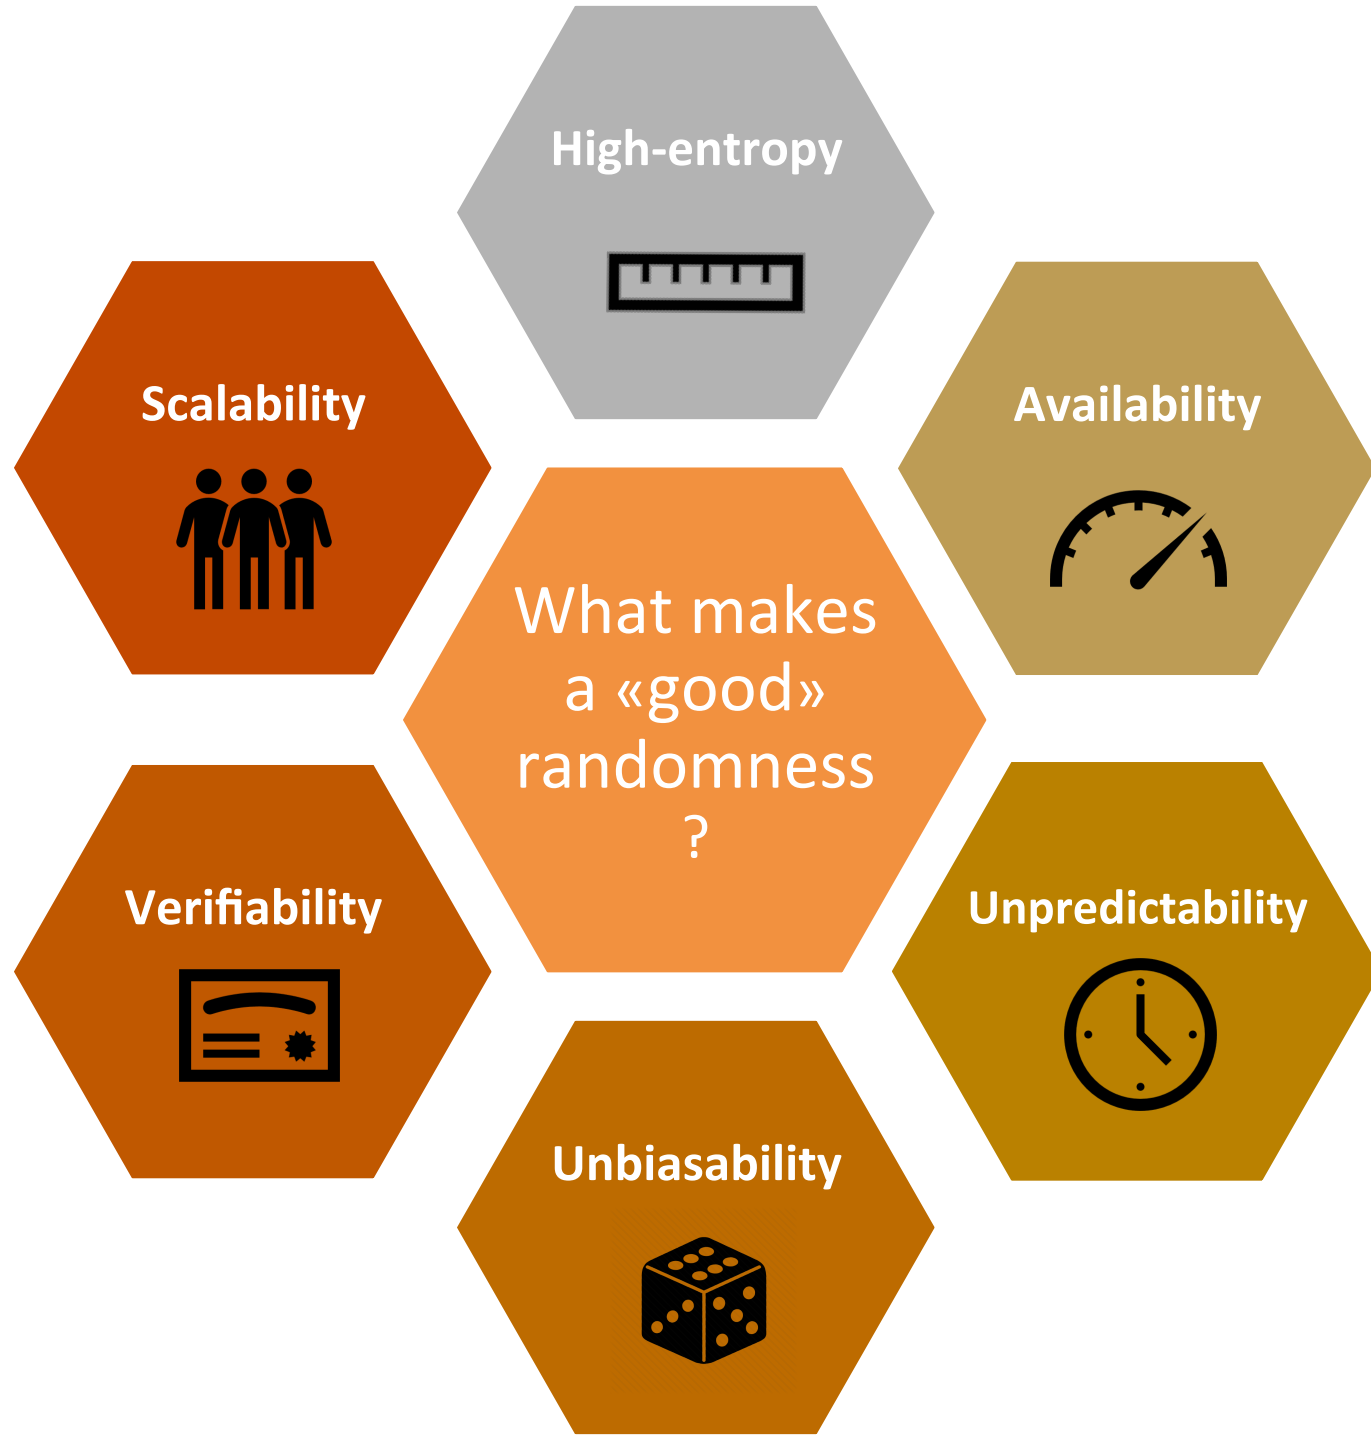 High-entropy
Scalability
Availability
What makes
a «good»
randomness
?
Verifiability
Unpredictability
Unbiasability